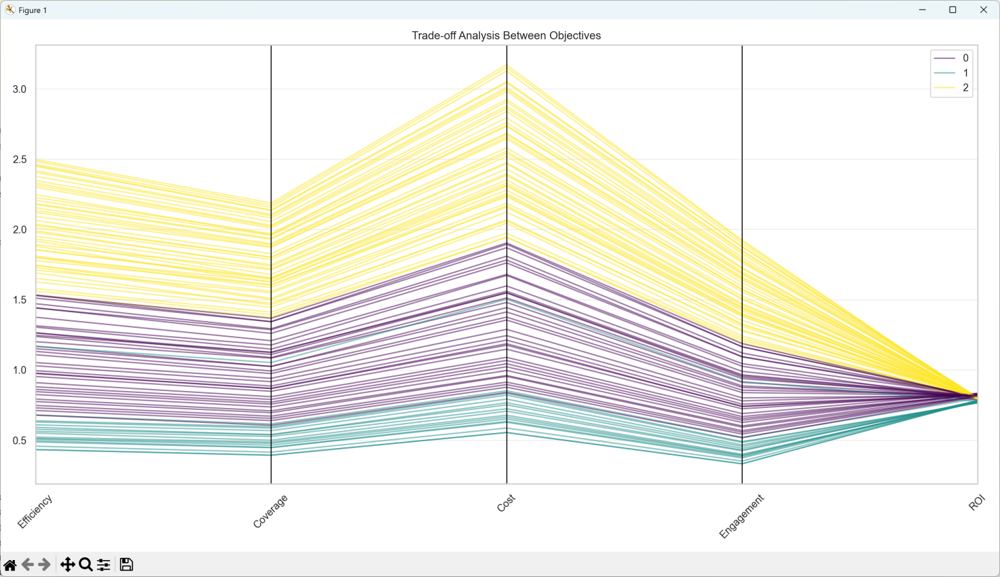 Figure 1
Trade-off Analysis Between Objectives
0
1
2
3.0
2.5
2.0
1.5
1.0
0.5
Efficiency
Coverage
Cost
Engagement
ROI